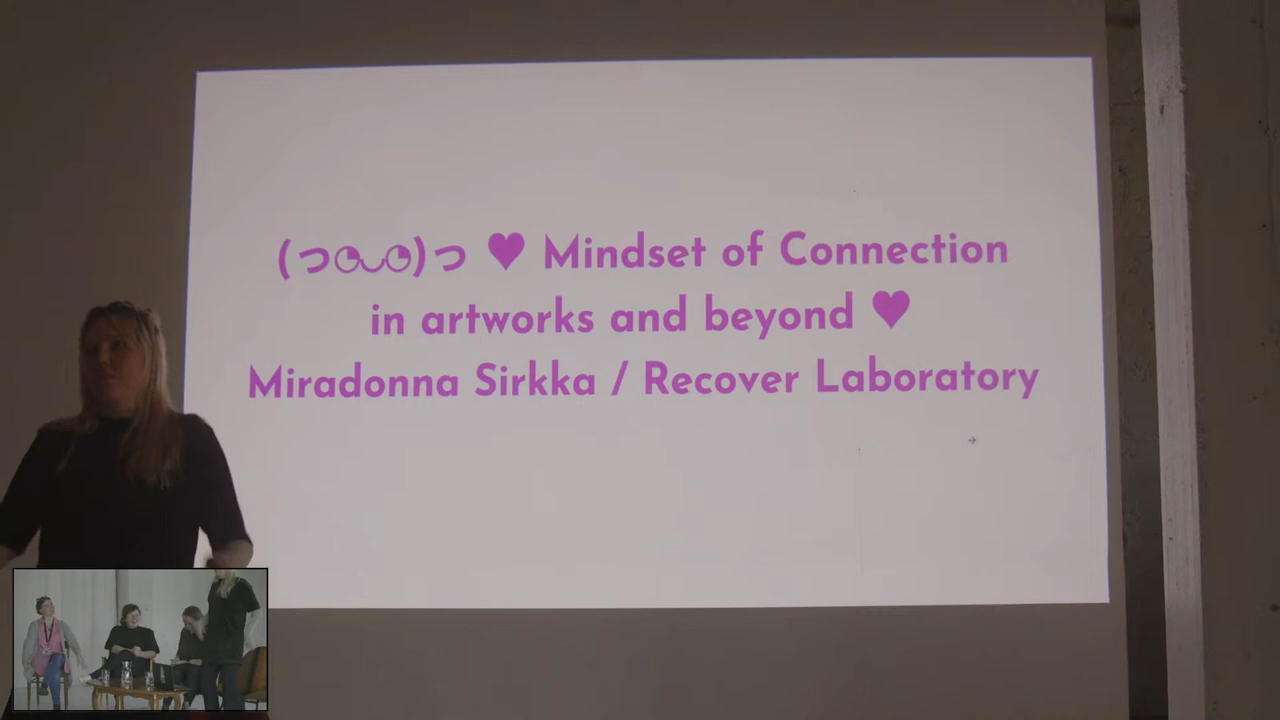 (つ◔◡◔)つ ♥ Mindset of Connection
in artworks and beyond ♥
Miradonna Sirkka / Recover Laboratory